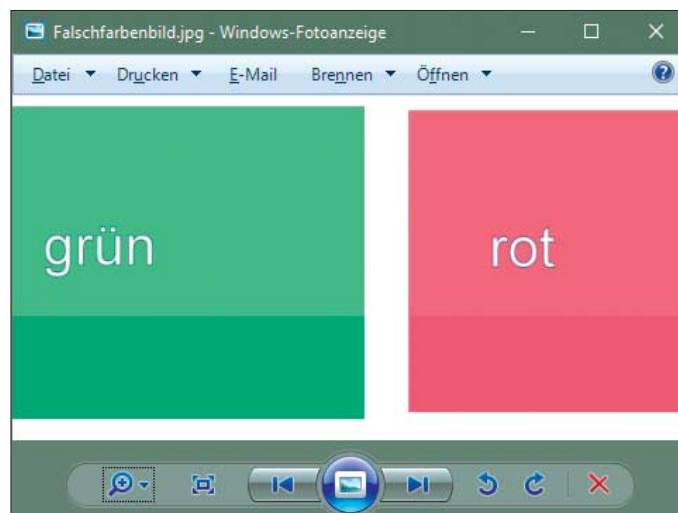 Falschfarbenbild.jpg - Windows-Fotoanzeige
Datei Drucken E-Mail Brennen Öffnen ?
grün rot